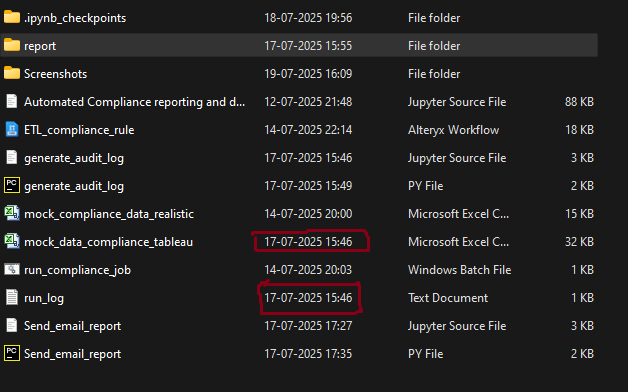 .ipynb_checkpoints 18-07-2025 19:56 File folder
report 17-07-2025 15:55 File folder
Screenshots 19-07-2025 16:09 File folder
Automated Compliance reporting and d... 12-07-2025 21:48 Jupyter Source File 88 KB
ETL_compliance_rule 14-07-2025 22:14 Alteryx Workflow 18 KB
generate_audit_log 17-07-2025 15:46 Jupyter Source File 3 KB
PC generate_audit_log 17-07-2025 15:49 PY File 2 KB
mock_compliance_data_realistic 14-07-2025 20:00 Microsoft Excel C... 15 KB
mock_data_compliance_tableau 17-07-2025 15:46 Microsoft Excel C... 32 KB
run_compliance_job 14-07-2025 20:03 Windows Batch File 1 KB
run_log 17-07-2025 15:46 Text Document 1 KB
Send_email_report 17-07-2025 17:27 Jupyter Source File 3 KB
PC Send_email_report 17-07-2025 17:35 PY File 2 KB